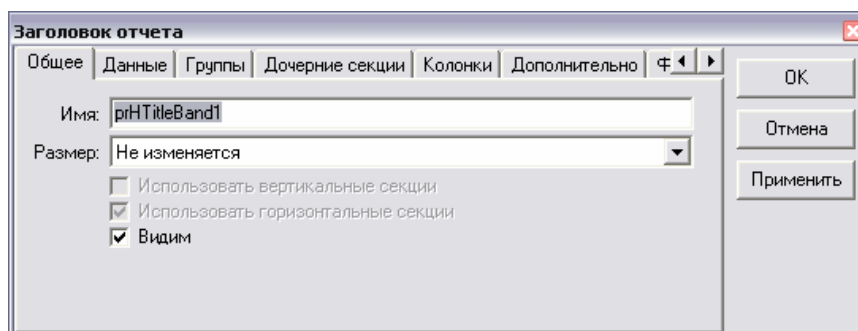 Заголовок отчета
Общее Данные Группы Дочерние секции Колонки Дополнительно
Имя: prHTitleBand1
Размер: Не изменяется
Использовать вертикальные секции
Использовать горизонтальные секции
Видим
OK
Отмена
Применить